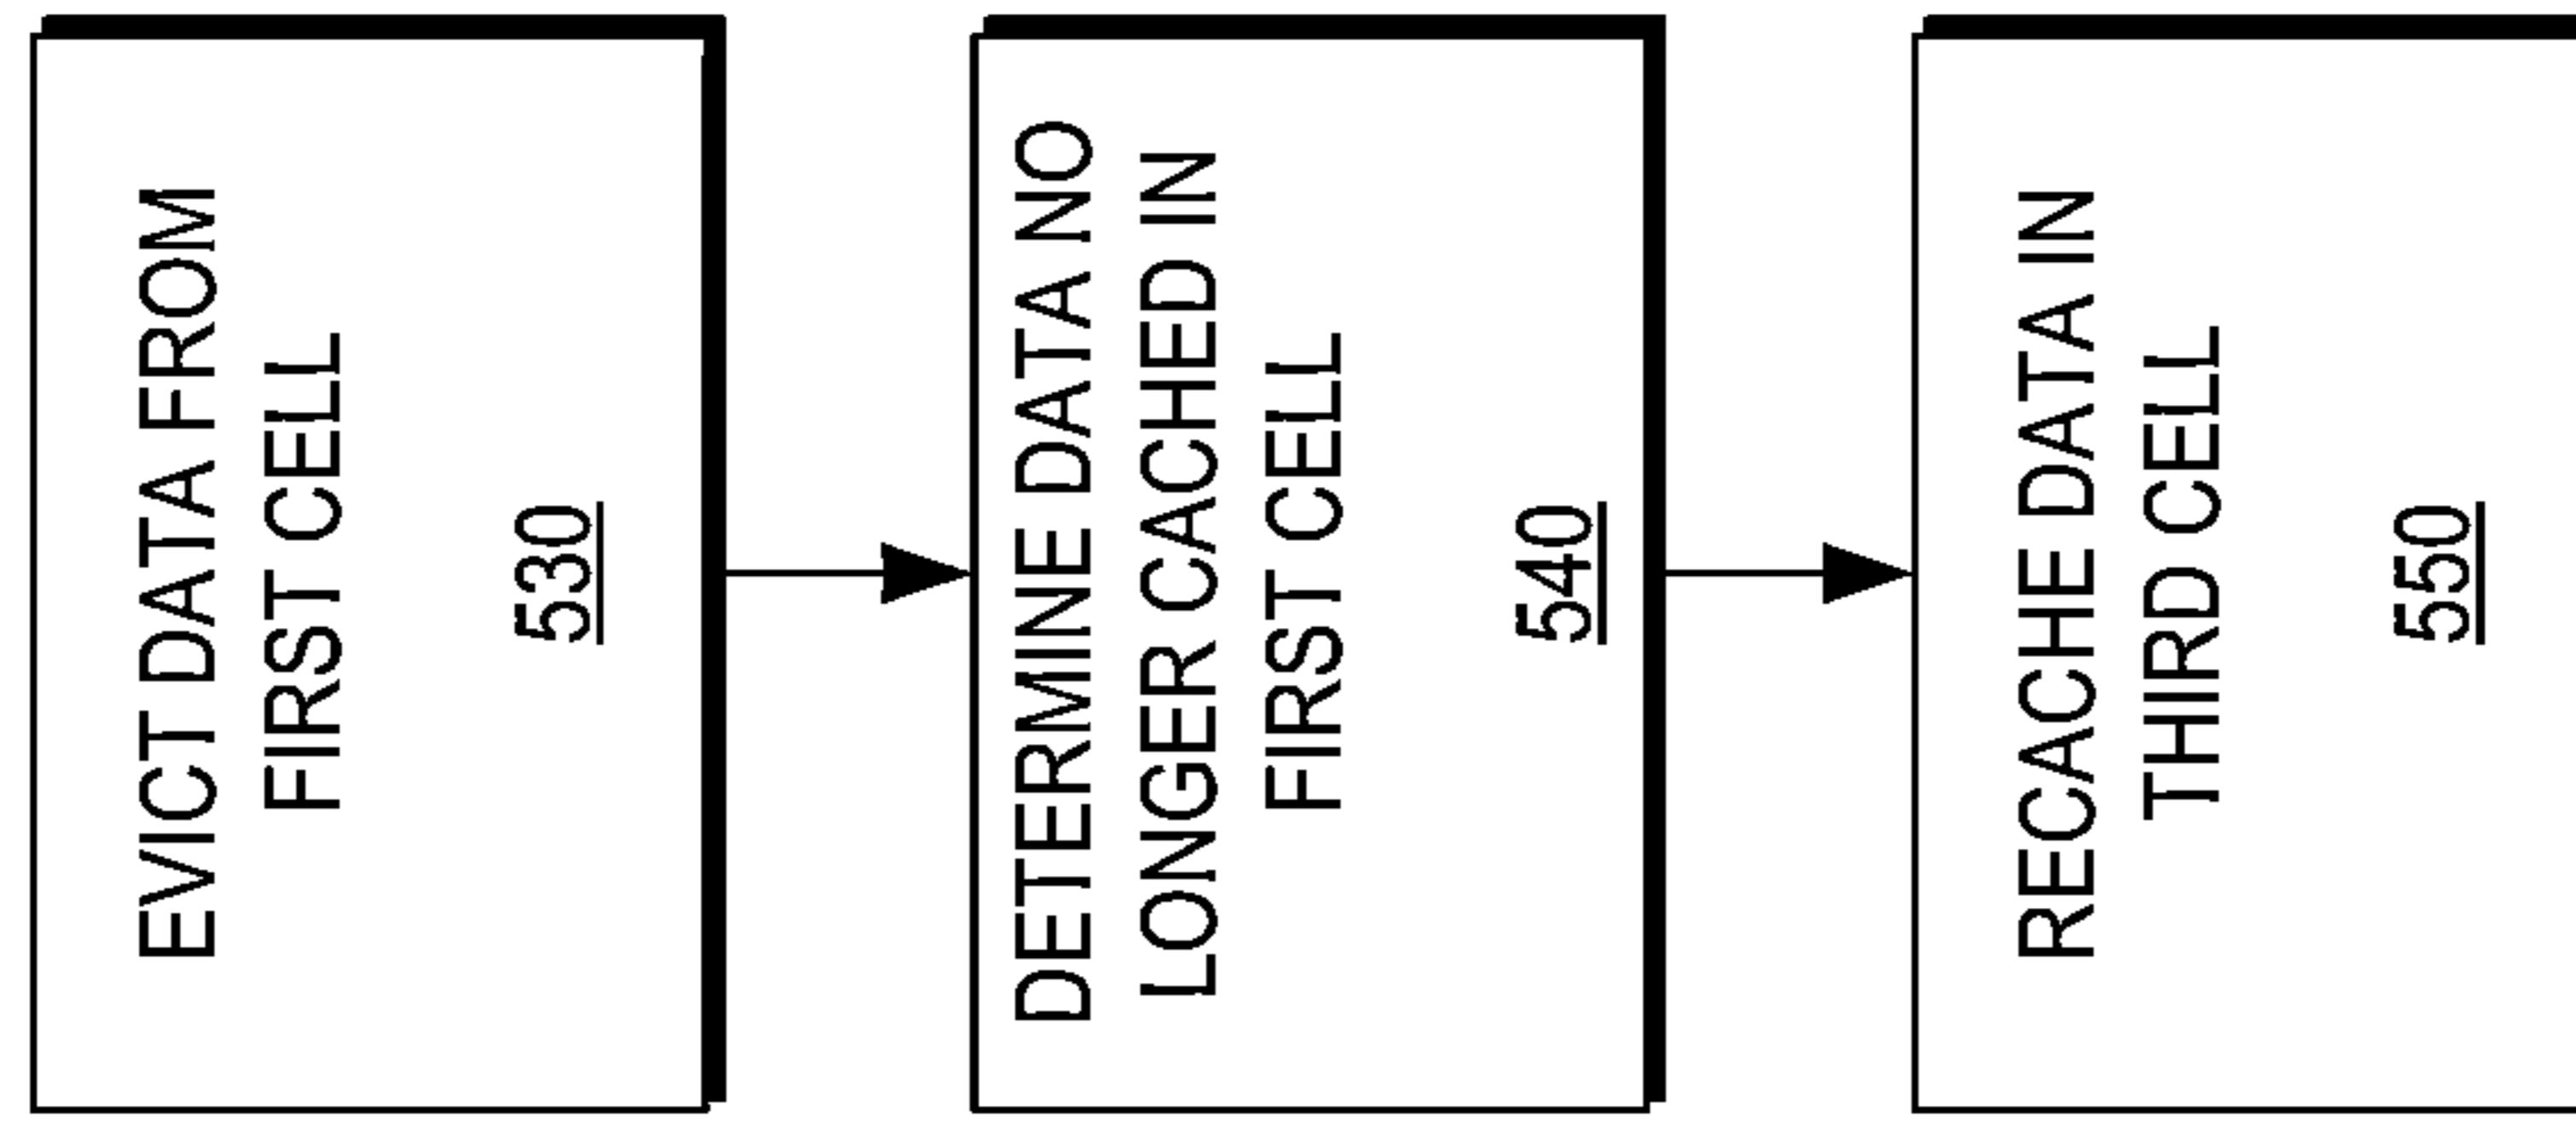 EVICT DATA FROM
FIRST CELL
530
DETERMINE DATA NO
LONGER CACHED IN
FIRST CELL
540
RECACHE DATA IN
THIRD CELL
550